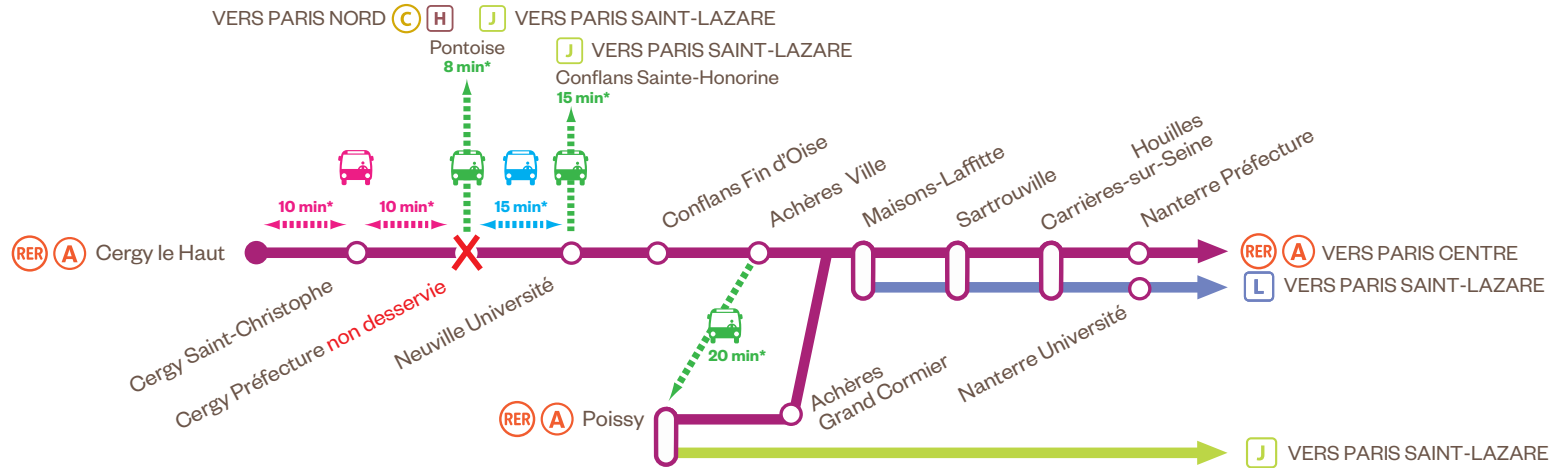 VERS PARIS NORD C H J VERS PARIS SAINT-LAZARE
Pontoise
8 min*
J VERS PARIS SAINT-LAZARE
Conflans Sainte-Honorine
15 min*
10 min*
10 min*
15 min*
RER A Cergy le Haut
Cergy Saint-Christophe
Cergy Préfecture non desservie
Neuville Université
Conflans Fin d'Oise
Achères Ville
Maisons-Laffitte
Sartrouville
Houilles
Carrières-sur-Seine
Nanterre Préfecture
RER A VERS PARIS CENTRE
L VERS PARIS SAINT-LAZARE
Nanterre Université
20 min*
RER A Poissy
Achères
Grand Cormier
J VERS PARIS SAINT-LAZARE